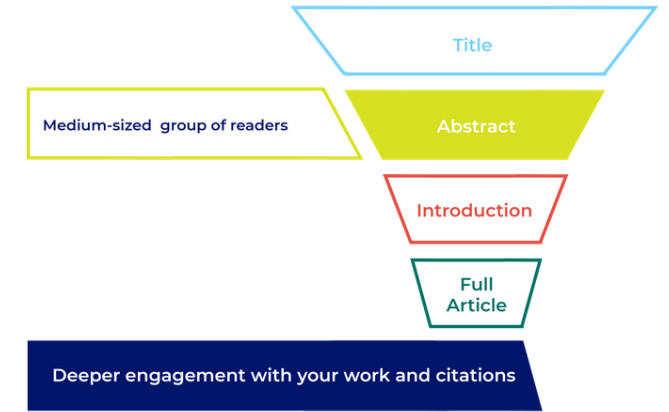 Title
Medium-sized group of readers
Abstract
Introduction
Full
Article
Deeper engagement with your work and citations